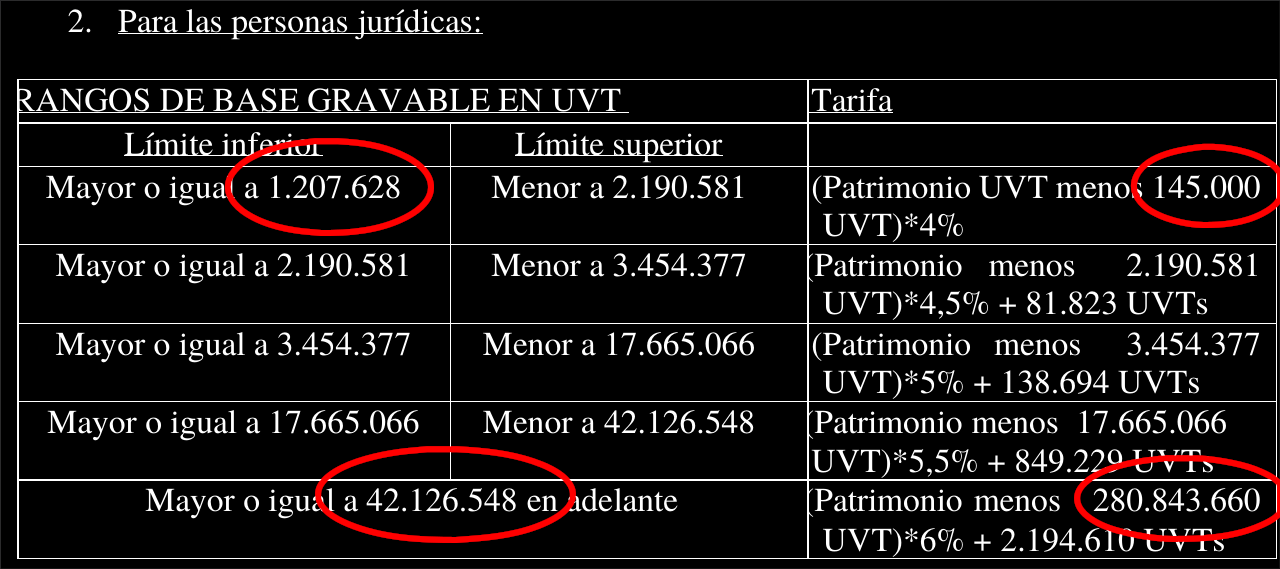 2. Para las personas jurídicas:
RANGOS DE BASE GRAVABLE EN UVT Tarifa
Límite inferior Límite superior
Mayor o igual a 1.207.628 Menor a 2.190.581 (Patrimonio UVT menos 145.000
UVT)*4%
Mayor o igual a 2.190.581 Menor a 3.454.377 (Patrimonio menos 2.190.581
UVT)*4,5% + 81.823 UVTs
Mayor o igual a 3.454.377 Menor a 17.665.066 (Patrimonio menos 3.454.377
UVT)*5% + 138.694 UVTs
Mayor o igual a 17.665.066 Menor a 42.126.548 (Patrimonio menos 17.665.066
UVT)*5,5% + 849.229 UVTs
Mayor o igual a 42.126.548 en adelante (Patrimonio menos 280.843.660
UVT)*6% + 2.194.610 UVTs